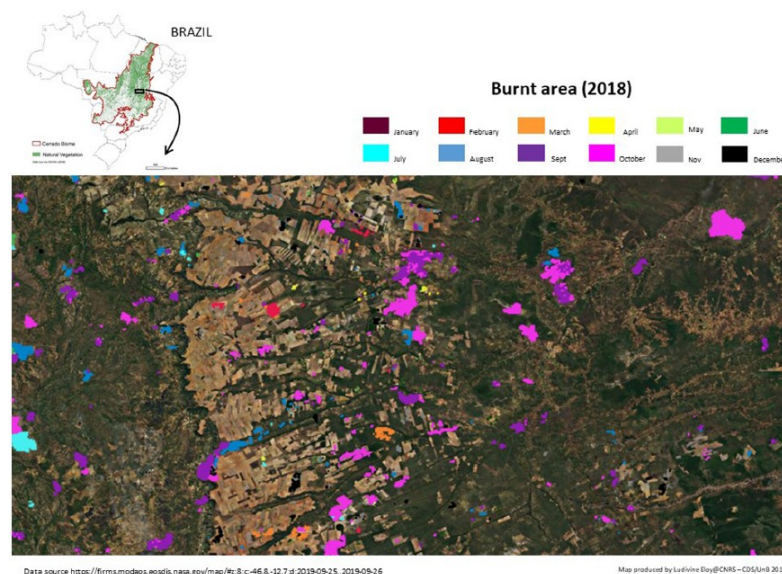 BRAZIL
Burnt area (2018)
January February March April May June
July August Sept October Nov December
Cerrado Biome
Natural Vegetation
Data source https://firms.modaps.eosdis.nasa.gov/map/#z:8;c:-46.8,-12.7;d:2019-09-25..2019-09-26
Map produced by Ludivine Eloy@CNRS – CDS/UnB